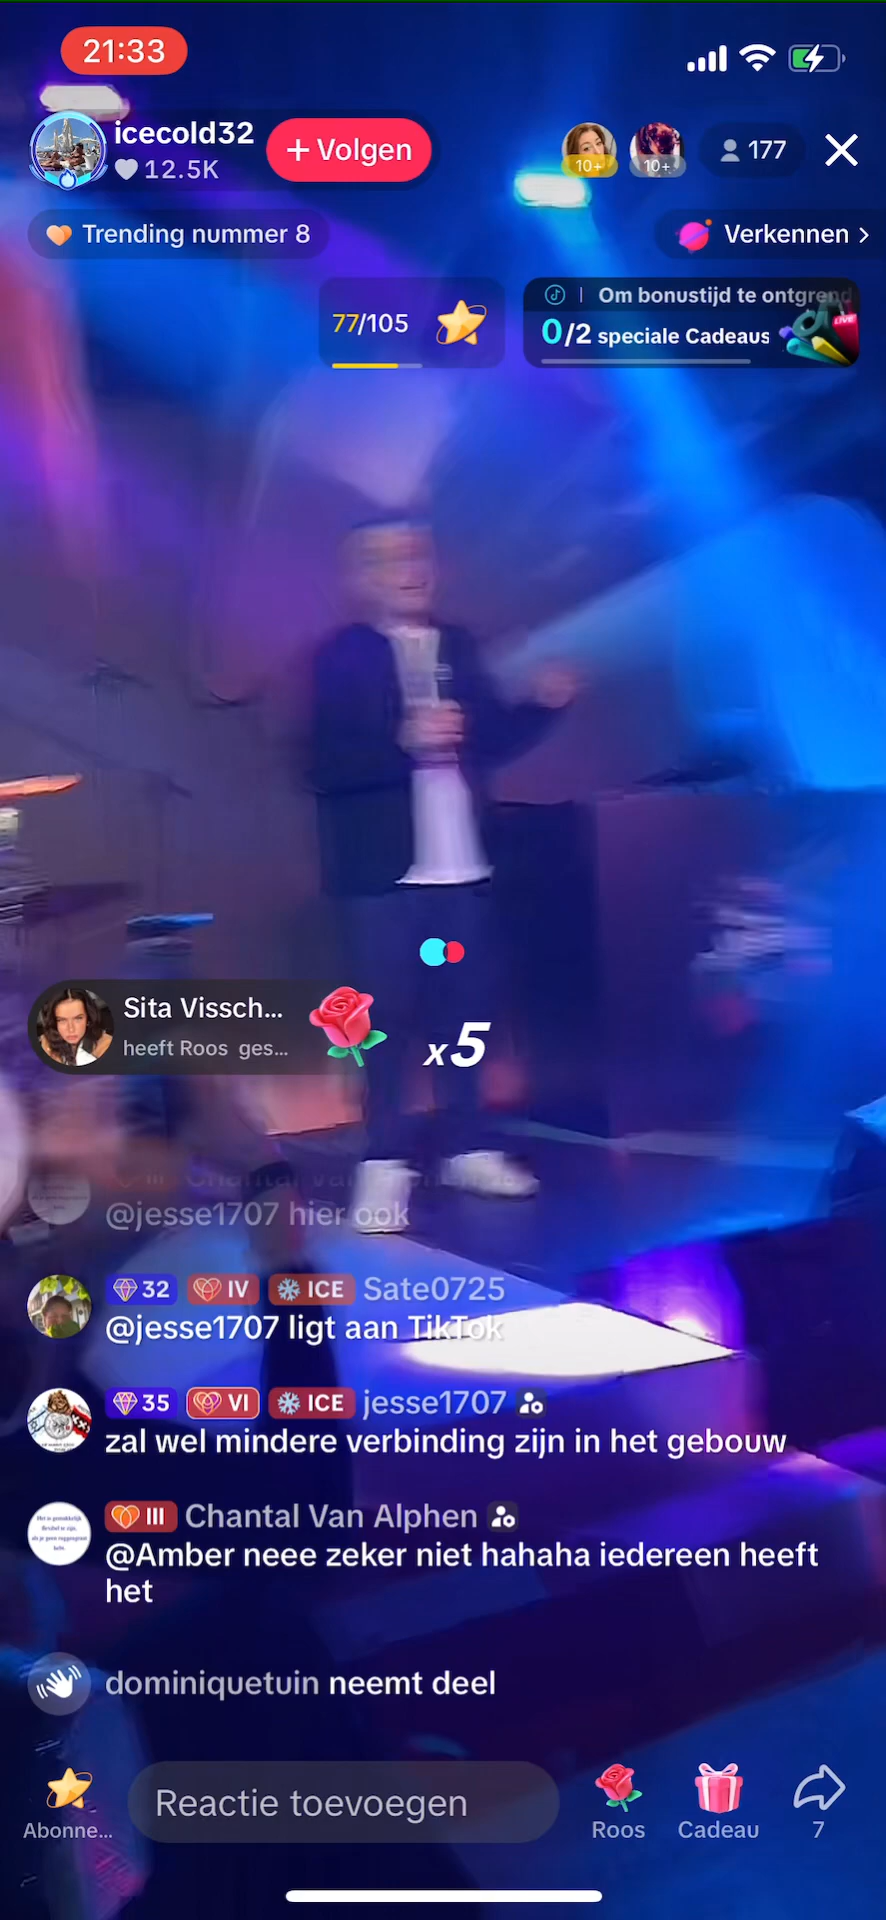 21:33
icecold32
+ Volgen
12.5K
10+
10+
177
Trending nummer 8
Verkennen >
77/105
Om bonustijd te ontgrend
0/2 speciale Cadeaus
LIVE
Sita Vissch...
heeft Roos ges...
x5
@jesse1707 hier ook
32 IV ICE Sate0725
@jesse1707 ligt aan TikTok
35 VI ICE jesse1707
zal wel mindere verbinding zijn in het gebouw
III Chantal Van Alphen
@Amber neee zeker niet hahaha iedereen heeft
het
dominiquetuin neemt deel
Abonne...
Reactie toevoegen
Roos
Cadeau
7